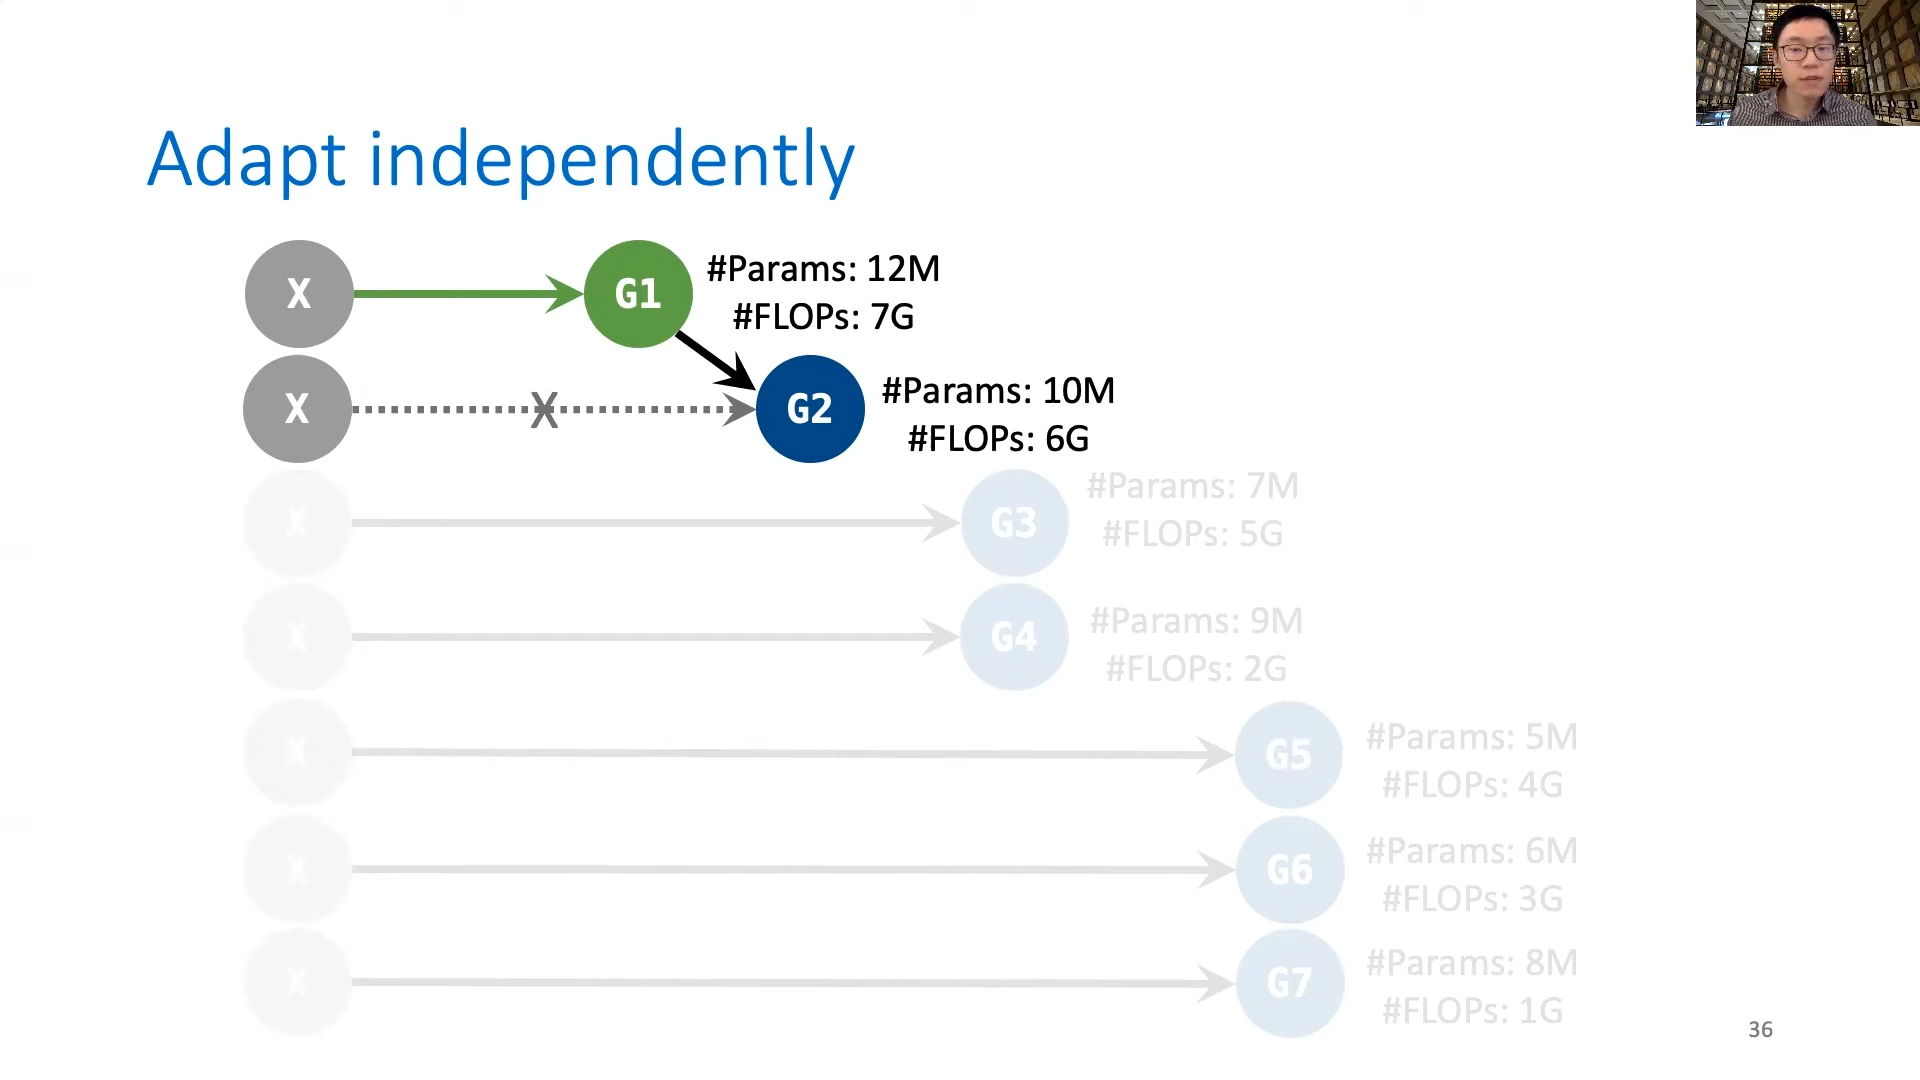 Adapt independently
X
G1
#Params: 12M
#FLOPs: 7G
X
X
G2
#Params: 10M
#FLOPs: 6G
X
G3
#Params: 7M
#FLOPs: 5G
X
G4
#Params: 9M
#FLOPs: 2G
X
G5
#Params: 5M
#FLOPs: 4G
X
G6
#Params: 6M
#FLOPs: 3G
X
G7
#Params: 8M
#FLOPs: 1G
36